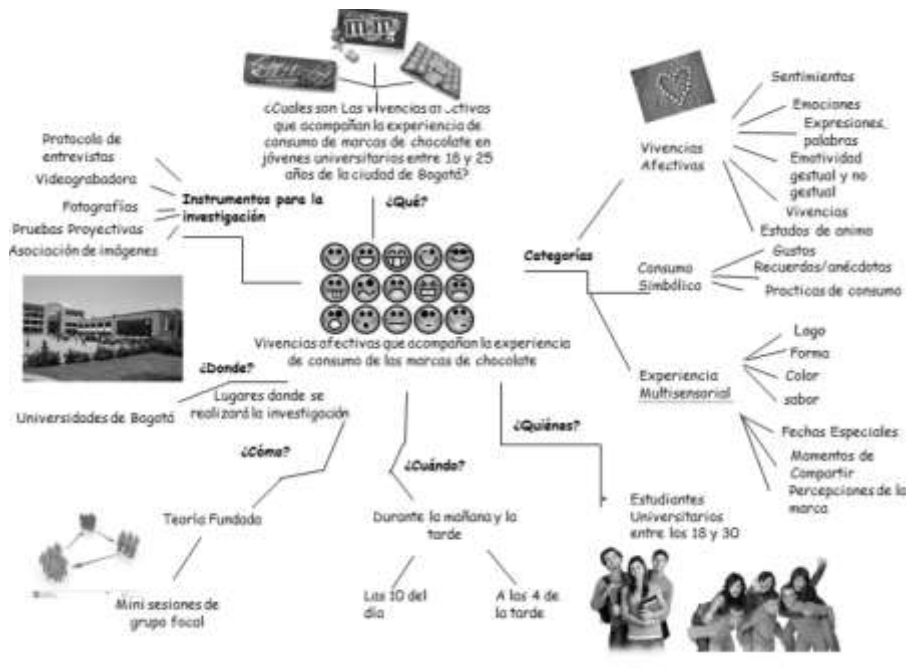 m&m's
¿Cuales son Las vivencias afectivas
que acompañan la experiencia de
consumo de marcas de chocolate en
jóvenes universitarios entre 18 y 25
años de la ciudad de Bogotá?
¿Qué?
Protocolo de
entrevistas
Videograbadora
Fotografías
Pruebas Proyectivas
Asociación de imágenes
Instrumentos para la
investigación
Categorías
Vivencias
Afectivas
Sentimientos
Emociones
Expresiones,
palabras
Emotividad
gestual y no
gestual
Vivencias
Estados de animo
Consumo
Simbólico
Gustos
Recuerdos/anécdotas
Practicas de consumo
Experiencia
Multisensorial
Logo
Forma
Color
sabor
Fechas Especiales
Momentos de
Compartir
Percepciones de la
marca
Vivencias afectivas que acompañan la experiencia
de consumo de las marcas de chocolate
¿Donde?
Lugares donde se
realizará la investigación
Universidades de Bogotá
¿Cómo?
Teoría Fundada
Mini sesiones de
grupo focal
¿Cuándo?
Durante la mañana y la
tarde
Las 10 del
día
A las 4 de
la tarde
¿Quiénes?
Estudiantes
Universitarios
entre los 18 y 30